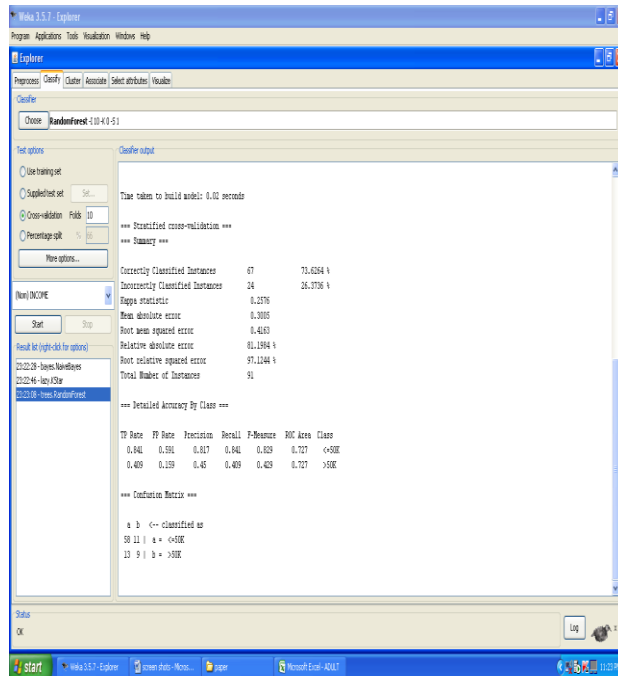 Weka 3.5.7 - Explorer
Program Applications Tools Visualization Windows Help
Explorer
Preprocess Classify Cluster Associate Select attributes Visualize
Classifier
Choose RandomForest -I 10 -K 0 -S 1
Test options
Use training set
Supplied test set Set...
Cross-validation Folds 10
Percentage split % 66
More options...
(Nom) INCOME
Start Stop
Result list (right-click for options)
23:22:28 - bayes.NaiveBayes
23:22:46 - lazy.KStar
23:23:08 - trees.RandomForest
Classifier output
Time taken to build model: 0.02 seconds
=== Stratified cross-validation ===
=== Summary ===
Correctly Classified Instances 67 73.6264 %
Incorrectly Classified Instances 24 26.3736 %
Kappa statistic 0.2576
Mean absolute error 0.3005
Root mean squared error 0.4163
Relative absolute error 81.1984 %
Root relative squared error 97.1244 %
Total Number of Instances 91
=== Detailed Accuracy By Class ===
TP Rate FP Rate Precision Recall F-Measure ROC Area Class
0.841 0.591 0.817 0.841 0.829 0.727 <=50K
0.409 0.159 0.45 0.409 0.429 0.727 >50K
=== Confusion Matrix ===
a b <-- classified as
58 11 | a = <=50K
13 9 | b = >50K
Status
OK
Log
x
start Weka 3.5.7 - Explorer screen shots - Micros... paper Microsoft Excel - ADULT 11:23 P